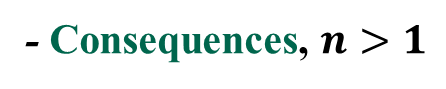 - Consequences, n > 1